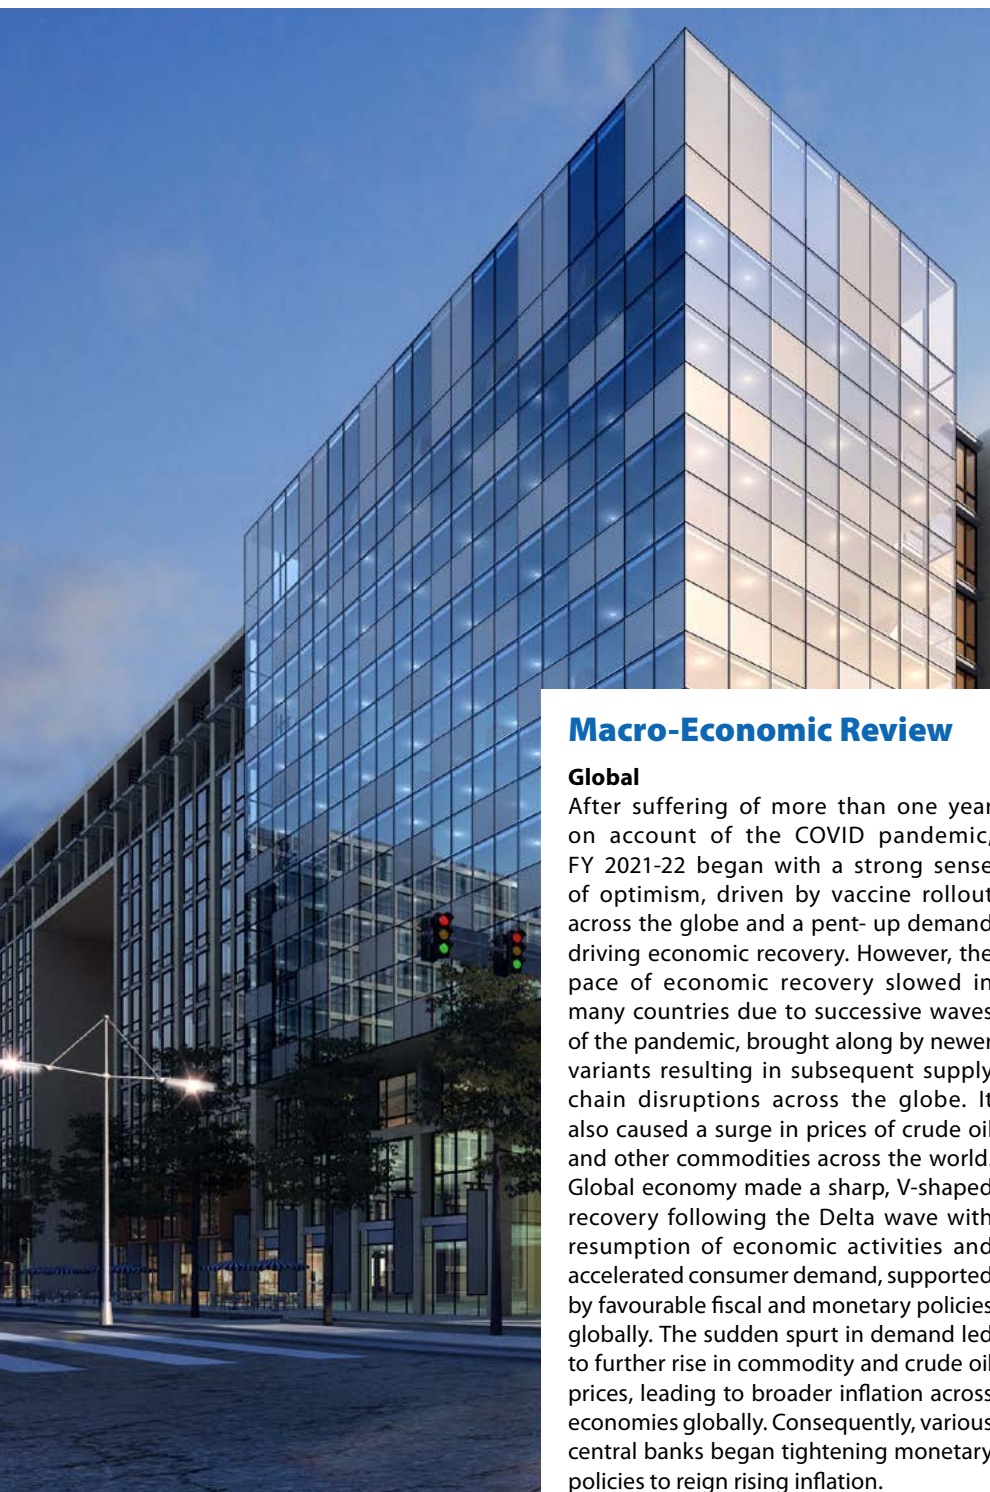 Macro-Economic Review
Global
After suffering of more than one year
on account of the COVID pandemic,
FY 2021-22 began with a strong sense
of optimism, driven by vaccine rollout
across the globe and a pent- up demand
driving economic recovery. However, the
pace of economic recovery slowed in
many countries due to successive waves
of the pandemic, brought along by newer
variants resulting in subsequent supply
chain disruptions across the globe. It
also caused a surge in prices of crude oil
and other commodities across the world.
Global economy made a sharp, V-shaped
recovery following the Delta wave with
resumption of economic activities and
accelerated consumer demand, supported
by favourable fiscal and monetary policies
globally. The sudden spurt in demand led
to further rise in commodity and crude oil
prices, leading to broader inflation across
economies globally. Consequently, various
central banks began tightening monetary
policies to reign rising inflation.